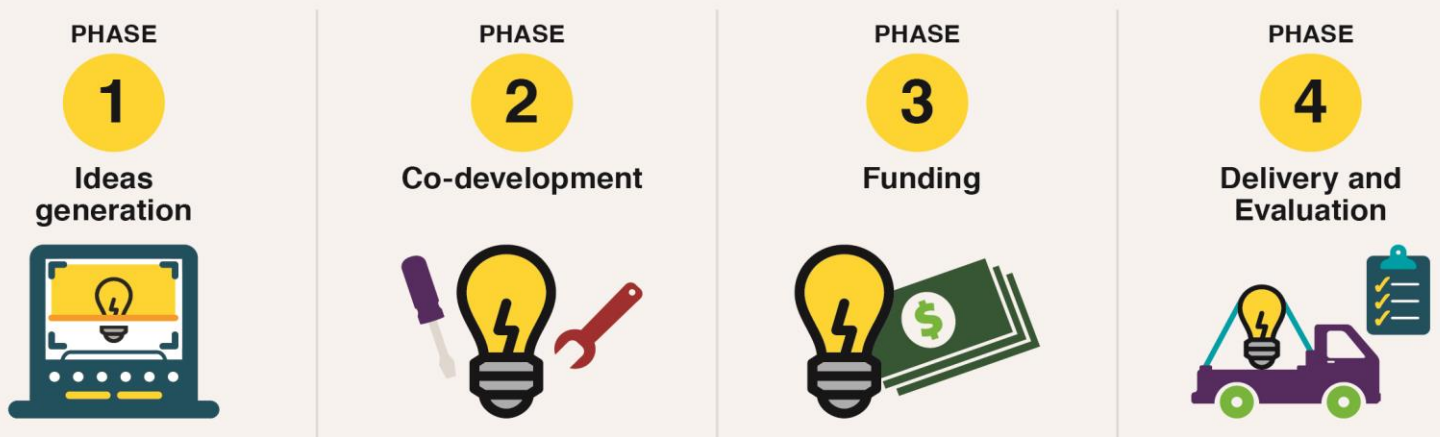 PHASE
1
Ideas
generation
PHASE
2
Co-development
PHASE
3
Funding
$
PHASE
4
Delivery and
Evaluation